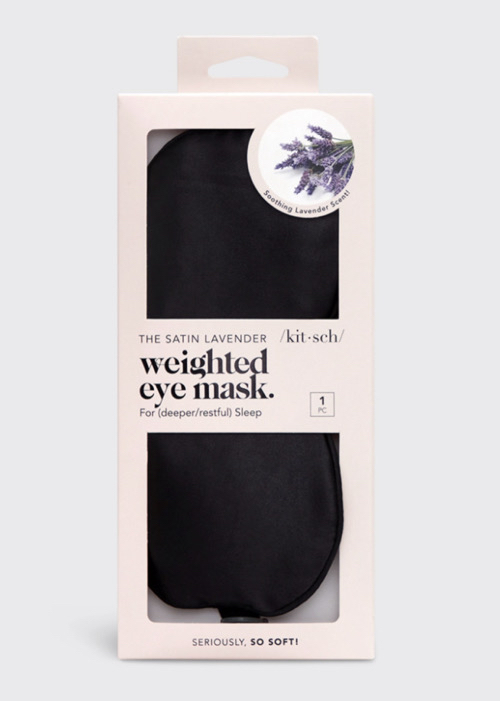 Soothing Lavender Scent!
THE SATIN LAVENDER /kit·sch/
weighted
eye mask.
For (deeper/restful) Sleep
1
PC
SERIOUSLY, SO SOFT!